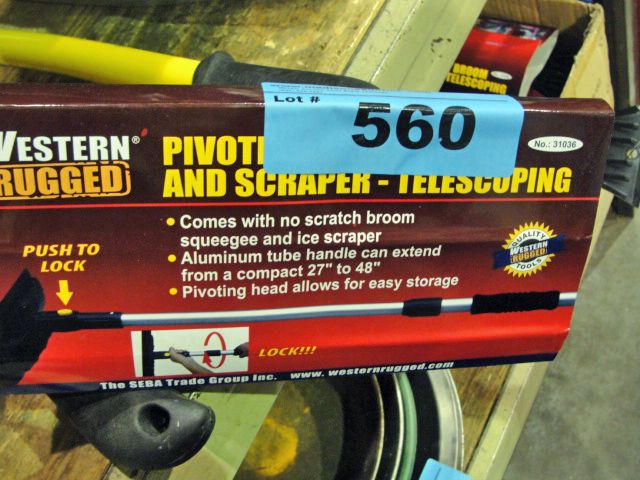 BROOM
TELESCOPING
Lot #
560
WESTERN®
RUGGED
No.: 31036
AND SCRAPER - TELESCOPING
• Comes with no scratch broom
squeegee and ice scraper
• Aluminum tube handle can extend
from a compact 27" to 48"
• Pivoting head allows for easy storage
PUSH TO
LOCK
QUALITY
WESTERN
RUGGED
TOOLS
LOCK!!!
The SEBA Trade Group Inc. www.westernrugged.com